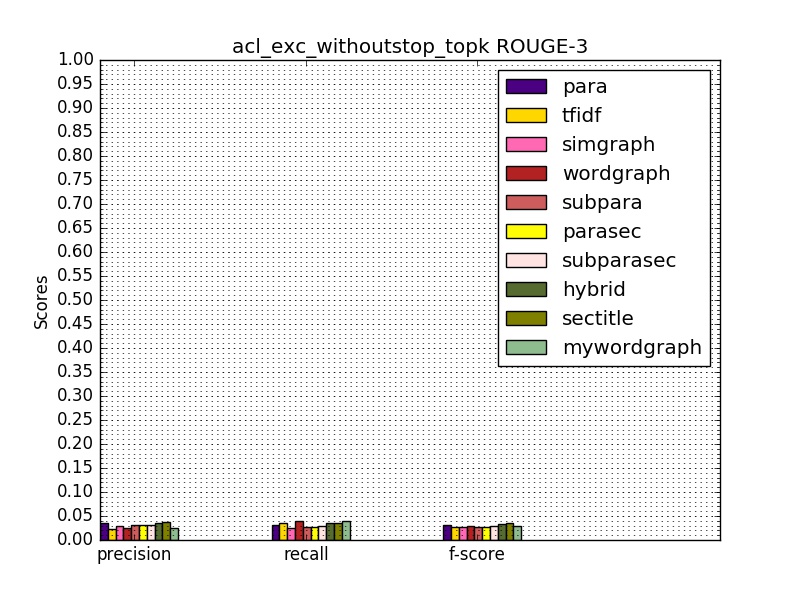 acl_exc_withoutstop_topk ROUGE-3
1.00
0.95
0.90
0.85
0.80
0.75
0.70
0.65
0.60
0.55
0.50
0.45
0.40
0.35
0.30
0.25
0.20
0.15
0.10
0.05
0.00
Scores
para
tfidf
simgraph
wordgraph
subpara
parasec
subparasec
hybrid
sectitle
mywordgraph
precision recall f-score